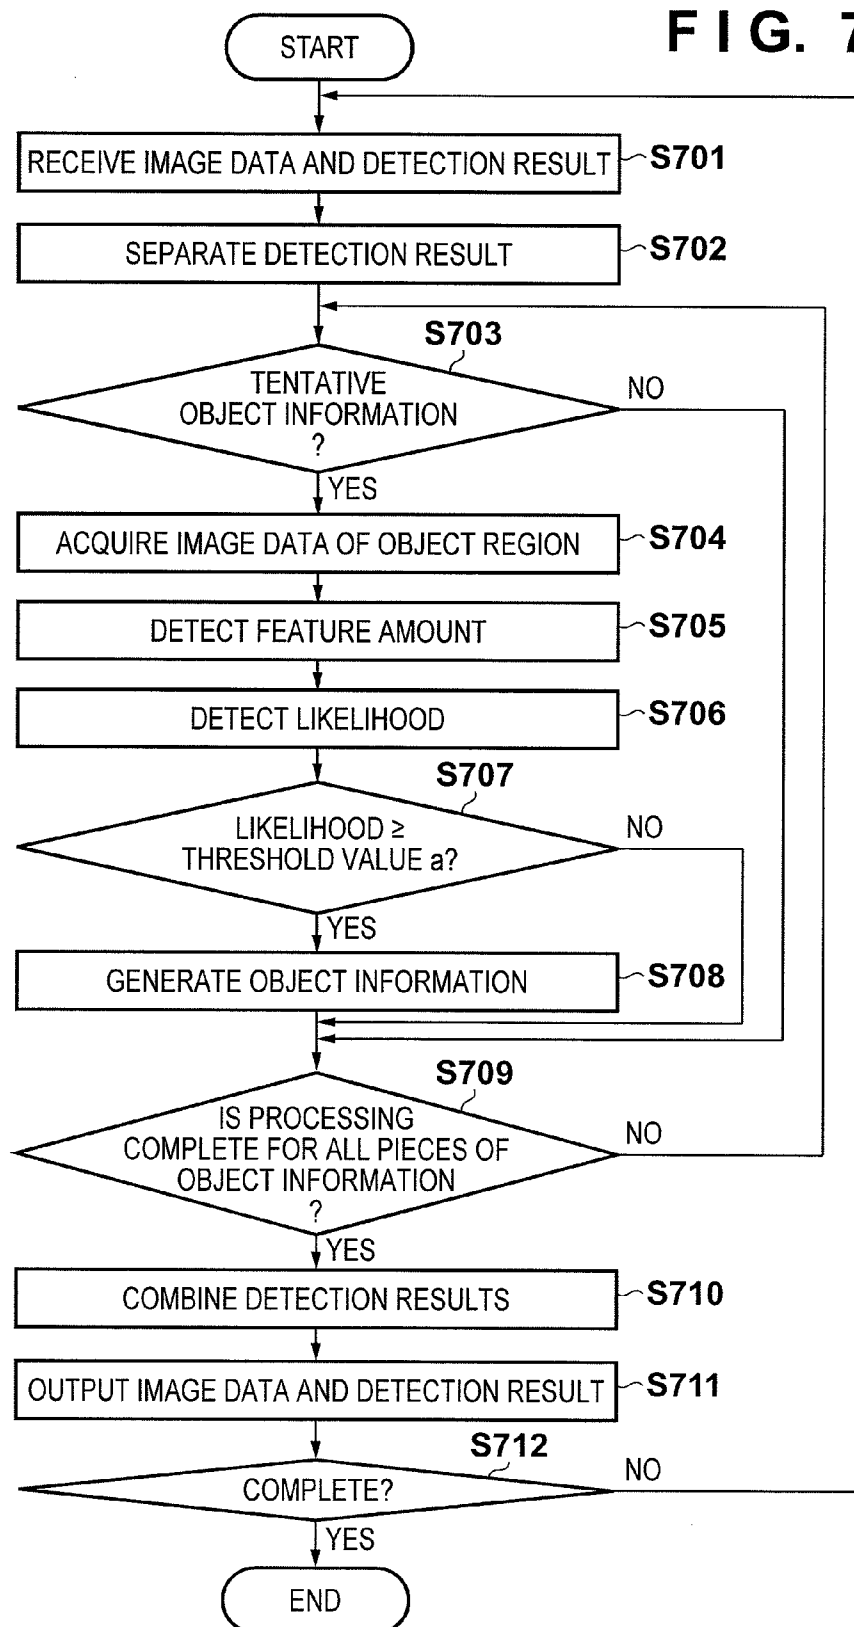 F I G. 7
START
RECEIVE IMAGE DATA AND DETECTION RESULT
S701
SEPARATE DETECTION RESULT
S702
S703
TENTATIVE
OBJECT INFORMATION
?
NO
YES
ACQUIRE IMAGE DATA OF OBJECT REGION
S704
DETECT FEATURE AMOUNT
S705
DETECT LIKELIHOOD
S706
S707
LIKELIHOOD ≥
THRESHOLD VALUE a?
NO
YES
GENERATE OBJECT INFORMATION
S708
S709
IS PROCESSING
COMPLETE FOR ALL PIECES OF
OBJECT INFORMATION
?
NO
YES
COMBINE DETECTION RESULTS
S710
OUTPUT IMAGE DATA AND DETECTION RESULT
S711
S712
COMPLETE?
NO
YES
END